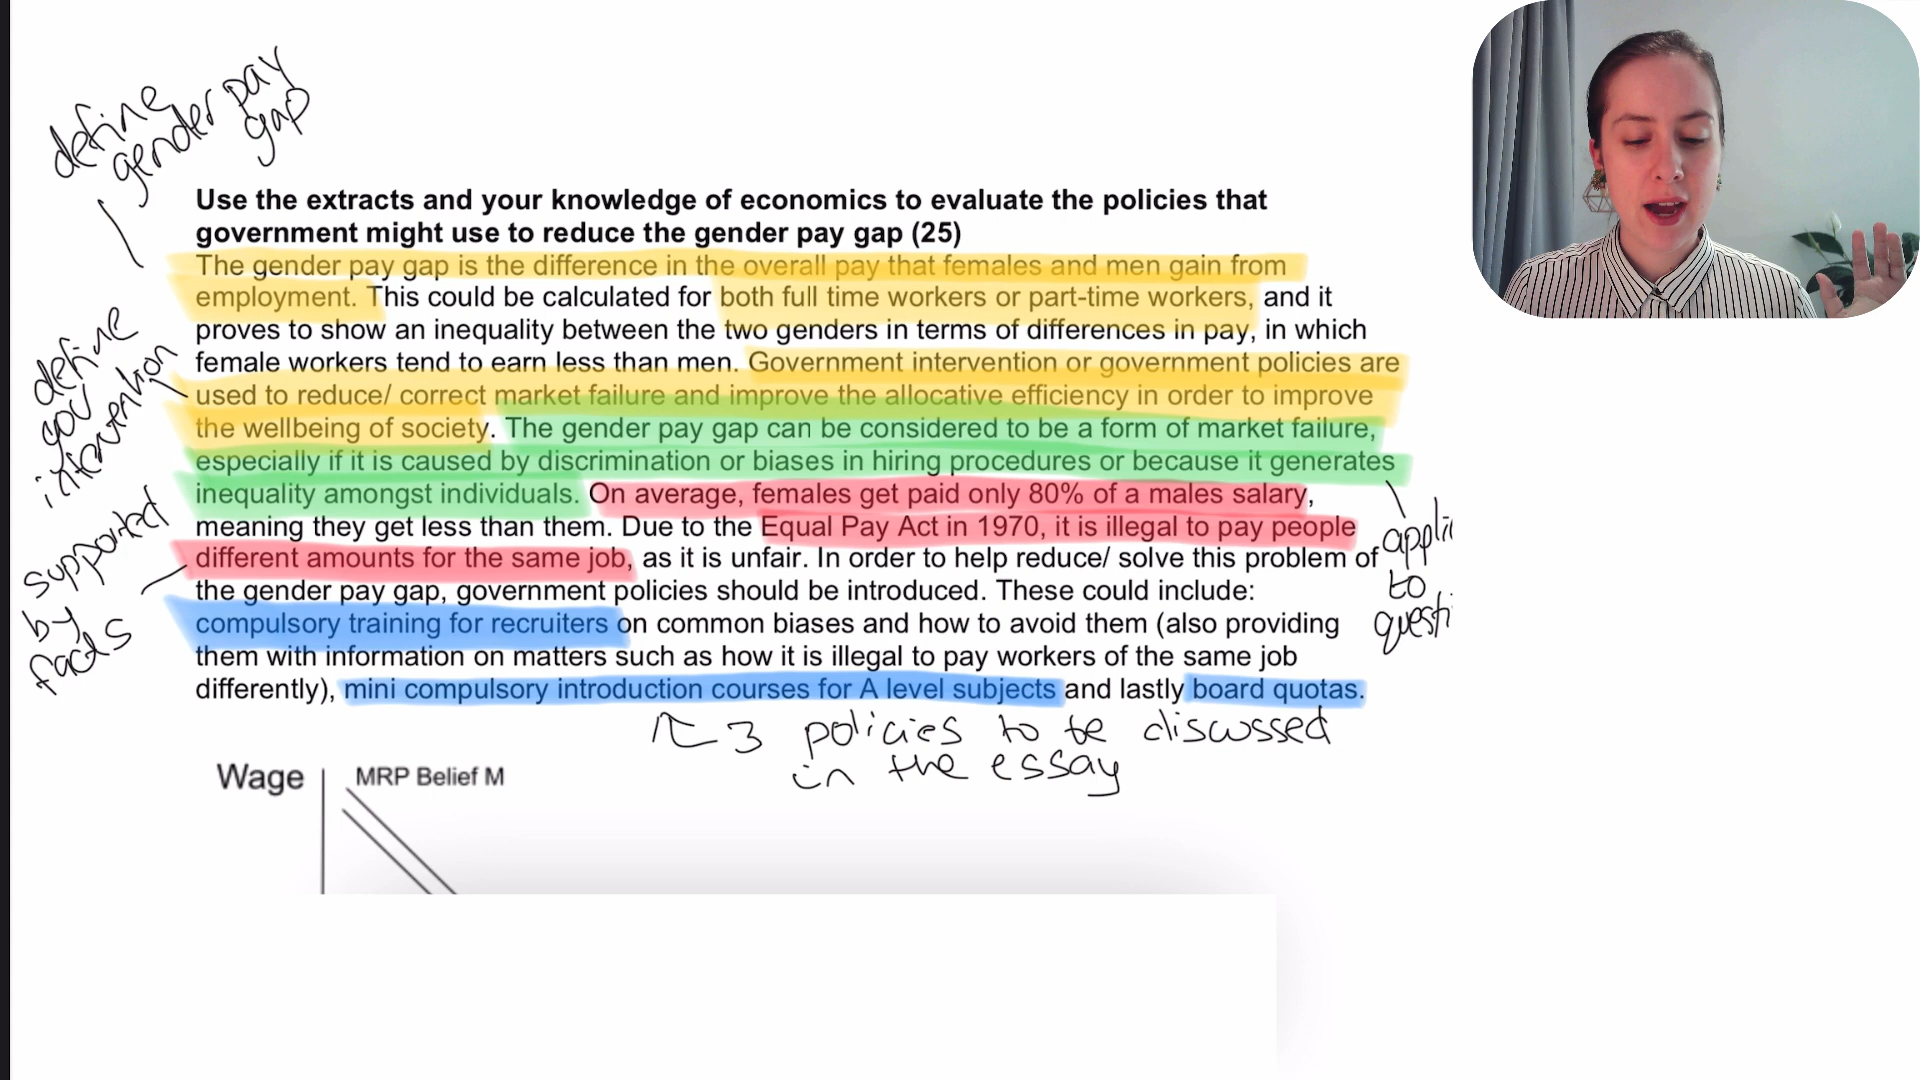 define
gender pay
gap
Use the extracts and your knowledge of economics to evaluate the policies that
government might use to reduce the gender pay gap (25)
The gender pay gap is the difference in the overall pay that females and men gain from
employment. This could be calculated for both full time workers or part-time workers, and it
proves to show an inequality between the two genders in terms of differences in pay, in which
female workers tend to earn less than men. Government intervention or government policies are
used to reduce/ correct market failure and improve the allocative efficiency in order to improve
the wellbeing of society. The gender pay gap can be considered to be a form of market failure,
especially if it is caused by discrimination or biases in hiring procedures or because it generates
inequality amongst individuals. On average, females get paid only 80% of a males salary,
meaning they get less than them. Due to the Equal Pay Act in 1970, it is illegal to pay people
different amounts for the same job, as it is unfair. In order to help reduce/ solve this problem of
the gender pay gap, government policies should be introduced. These could include:
compulsory training for recruiters on common biases and how to avoid them (also providing
them with information on matters such as how it is illegal to pay workers of the same job
differently), mini compulsory introduction courses for A level subjects and lastly board quotas.
define
gov
intervention
supported
by
facts
appli
to
questi
3 policies to be discussed
in the essay
Wage
MRP Belief M